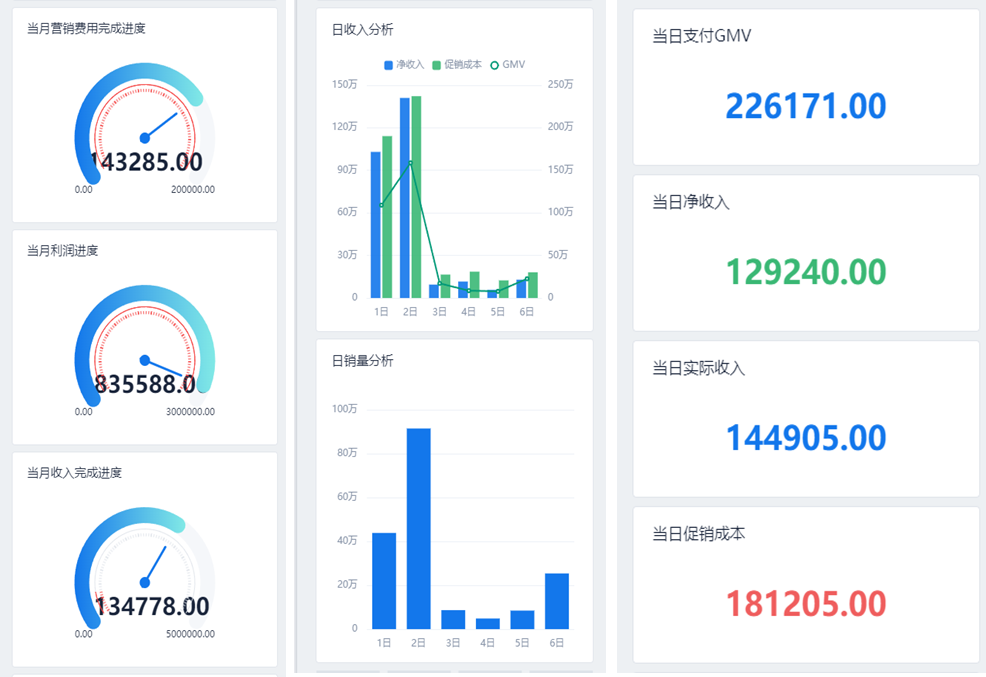 当月营销费用完成进度
143285.00
0.00 200000.00
当月利润进度
835588.0
0.00 3000000.00
当月收入完成进度
134778.00
0.00 5000000.00
日收入分析
净收入 促销成本 GMV
150万 250万
120万 200万
90万 150万
60万 100万
30万 50万
0 0
1日 2日 3日 4日 5日 6日
日销量分析
100万
80万
60万
40万
20万
0
1日 2日 3日 4日 5日 6日
当日支付GMV
226171.00
当日净收入
129240.00
当日实际收入
144905.00
当日促销成本
181205.00